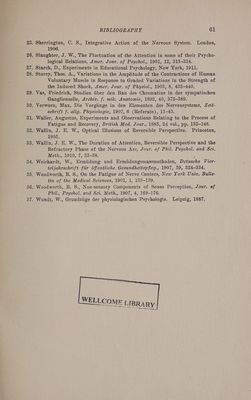 BIBLIOGRAPHY 61
25. Sherrington, C. S., Integrative Action of the Nervous System. London,
1906.
26. Slaughter, J. W., The Fluctuation of the Attention in some of their Psycho-
logical Relations, Amer. Jour. of Psychol., 1901, 12, 313-334.
27. Starch, D., Experiments in Educational Psychology, New York, 1911.
28. Storey, Thos. A., Variations in the Amplitude of the Contractions of Human
Voluntary Muscle in Response to Graded Variations in the Strength of
the Induced Shock, Amer. Jour. of Physiol., 1903, 8, 435-440.
29. Vas, Friedrich, Studien über den Bau des Chromatins in der sympatischen
Ganglionzelle, Archiv. f. mikr. Anatomie, 1892, 40, 375-389.
30. Verworn, Max, Die Vorgänge in den Elementen des Nervensystems, Zeit-
schrift f. allg. Physiologie, 1907, 6 (Referate), 11-45.
31. Waller, Augustus, Experiments and Observations Relating to the Process of
Fatigue and Recovery, British Med. Jour., 1885, 2d vol., pp. 135-148.
32. Wallin, J. E. W., Optical Illusions of Reversible Perspective. Princeton,
1905.
33. Wallin, J. E. W., The Duration of Attention, Reversible Perspective and the
Refractory Phase of the Nervous Arc, Jour. of Phil. Psychol. and Sci.
Meth., 1910, 7, 33-38.
34. Weichardt, W., Ermüdung und Ermüdungsmassmethoden, Deutsche Vier-
teljahrschrift für öffentliche Gesundheitspfleg., 1907, 39, 324-334.
35. Woodworth, R. S., On the Fatigue of Nerve Centers, New York Univ. Bulle-
tin of the Medical Sciences, 1901, 1, 133-139.
36. Woodworth, R. S., Non-sensory Components of Sense Perception, Jour. of
Phil., Psychol. and Sci. Meth., 1907, 4, 169-176.
37. Wundt, W., Grundzüge der physiologischen Psychologie. Leipzig, 1887.
WELLCOME LIBRARY